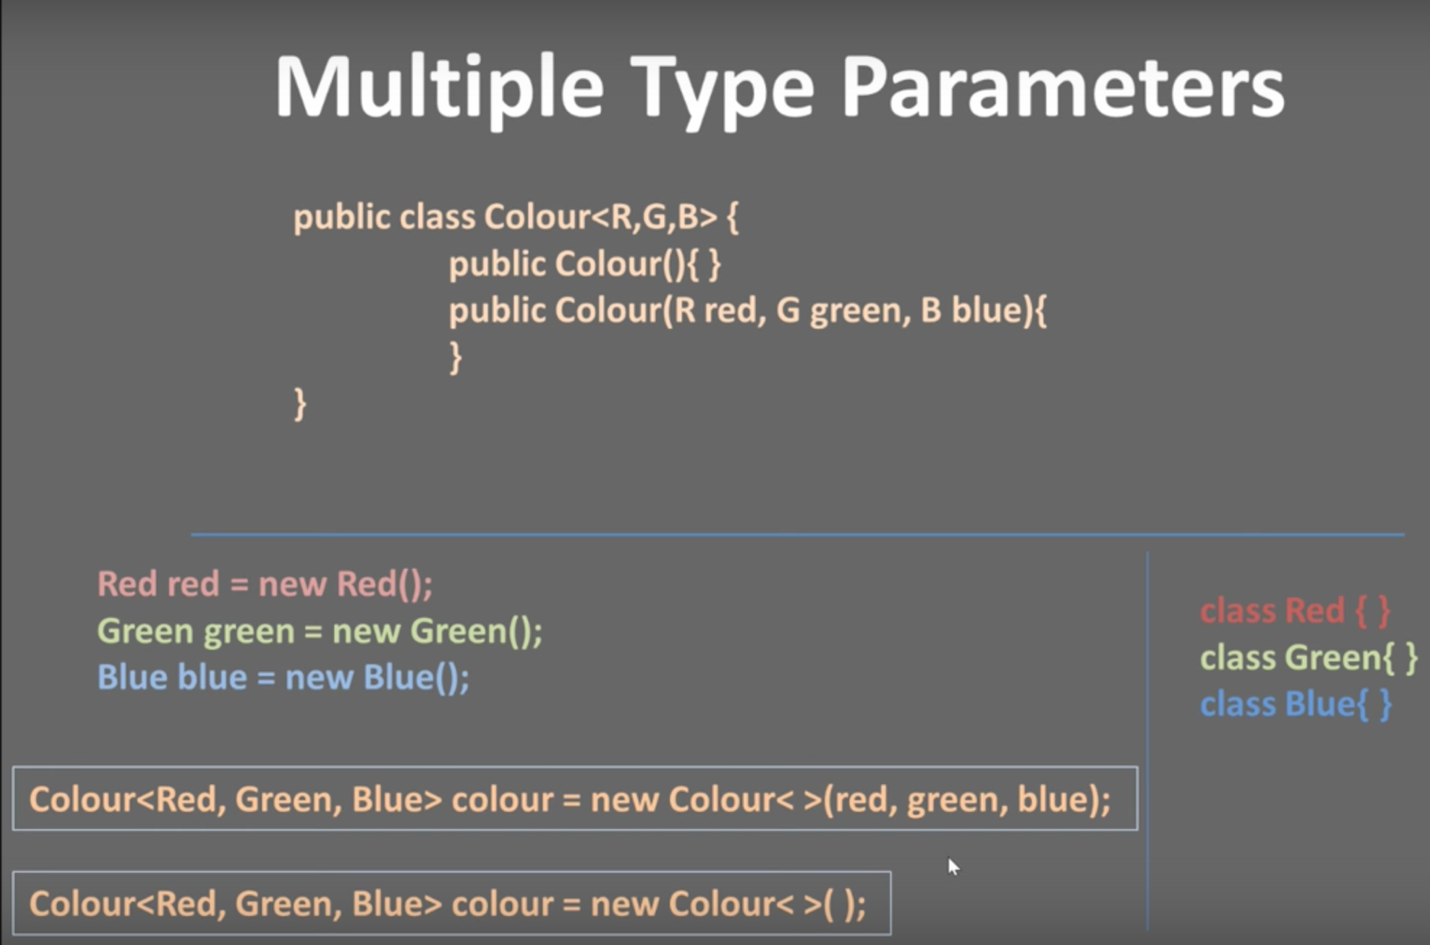 Multiple Type Parameters
public class Colour<R,G,B> {
public Colour(){ }
public Colour(R red, G green, B blue){
}
}
Red red = new Red();
Green green = new Green();
Blue blue = new Blue();
class Red { }
class Green{ }
class Blue{ }
Colour<Red, Green, Blue> colour = new Colour< >(red, green, blue);
Colour<Red, Green, Blue> colour = new Colour< >( );